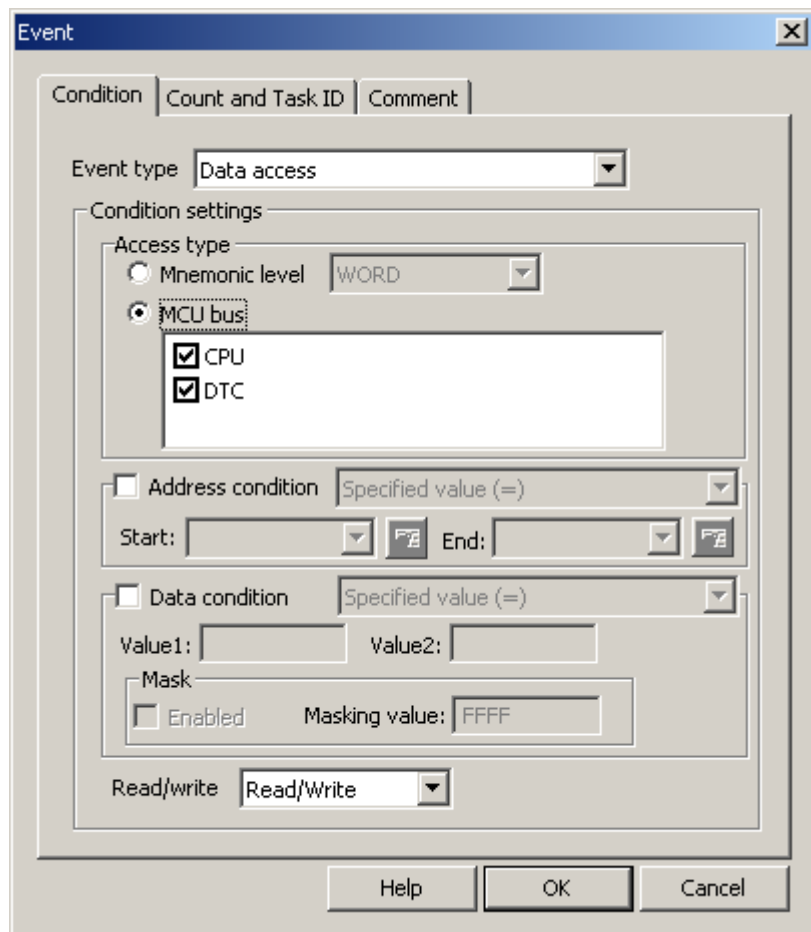 Event
Condition Count and Task ID Comment
Event type Data access
Condition settings
Access type
Mnemonic level WORD
MCU bus
CPU
DTC
Address condition Specified value (=)
Start: End:
Data condition Specified value (=)
Value1: Value2:
Mask
Enabled Masking value: FFFF
Read/write Read/Write
Help OK Cancel